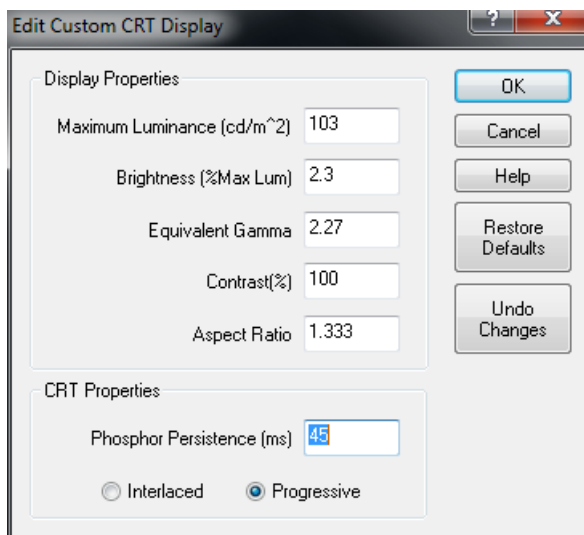 Edit Custom CRT Display
?
X
Display Properties
Maximum Luminance (cd/m^2) 103
Brightness (%Max Lum) 2.3
Equivalent Gamma 2.27
Contrast(%) 100
Aspect Ratio 1.333
CRT Properties
Phosphor Persistence (ms) 45
Interlaced Progressive
OK
Cancel
Help
Restore
Defaults
Undo
Changes